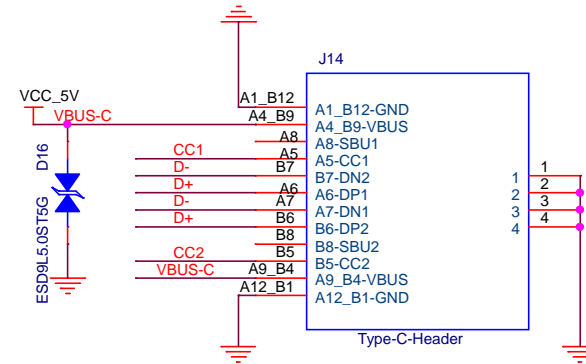 J14
A1_B12
A1_B12-GND
VCC_5V
VBUS-C
A4_B9
A4_B9-VBUS
A8
A8-SBU1
CC1
A5
A5-CC1
D-
B7
B7-DN2
1
1
D+
A6
A6-DP1
2
2
D-
A7
A7-DN1
3
3
D+
B6
B6-DP2
4
4
B8
B8-SBU2
CC2
B5
B5-CC2
VBUS-C
A9_B4
A9_B4-VBUS
A12_B1
A12_B1-GND
D16
ESD9L5.0ST5G
Type-C-Header